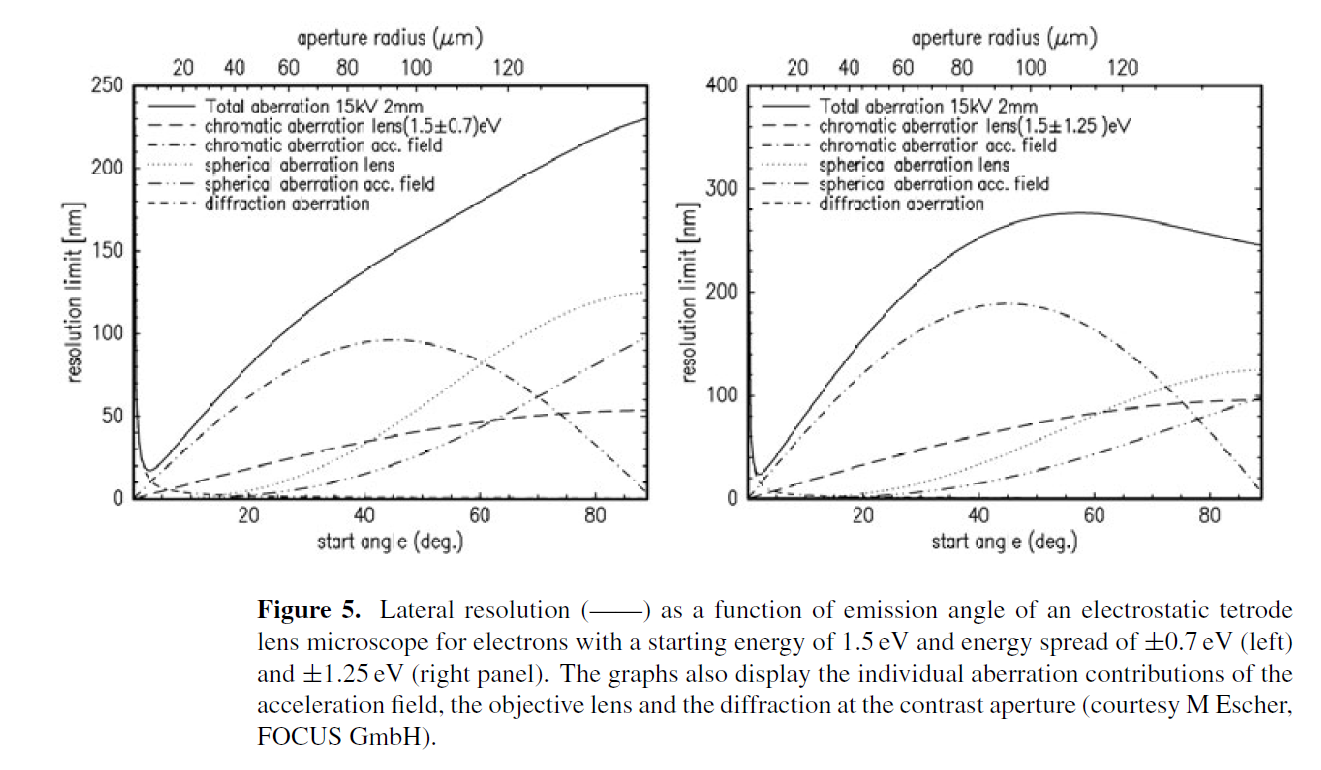 aperture radius (μm)
20 40 60 80 100 120
250
200
150
100
50
0
resolution limit [nm]
Total aberration 15kV 2mm
chromatic aberration lens(1.5±0.7)eV
chromatic aberration acc. field
spherical aberration lens
spherical aberration acc. field
diffraction aberration
20 40 60 80
start angle (deg.)
aperture radius (μm)
20 40 60 80 100 120
400
300
200
100
0
resolution limit [nm]
Total aberration 15kV 2mm
chromatic aberration lens(1.5±1.25 )eV
chromatic aberration acc. field
spherical aberration lens
spherical aberration acc. field
diffraction aberration
20 40 60 80
start ang e (deg.)
Figure 5. Lateral resolution (——) as a function of emission angle of an electrostatic tetrode
lens microscope for electrons with a starting energy of 1.5 eV and energy spread of ±0.7 eV (left)
and ±1.25 eV (right panel). The graphs also display the individual aberration contributions of the
acceleration field, the objective lens and the diffraction at the contrast aperture (courtesy M Escher,
FOCUS GmbH).